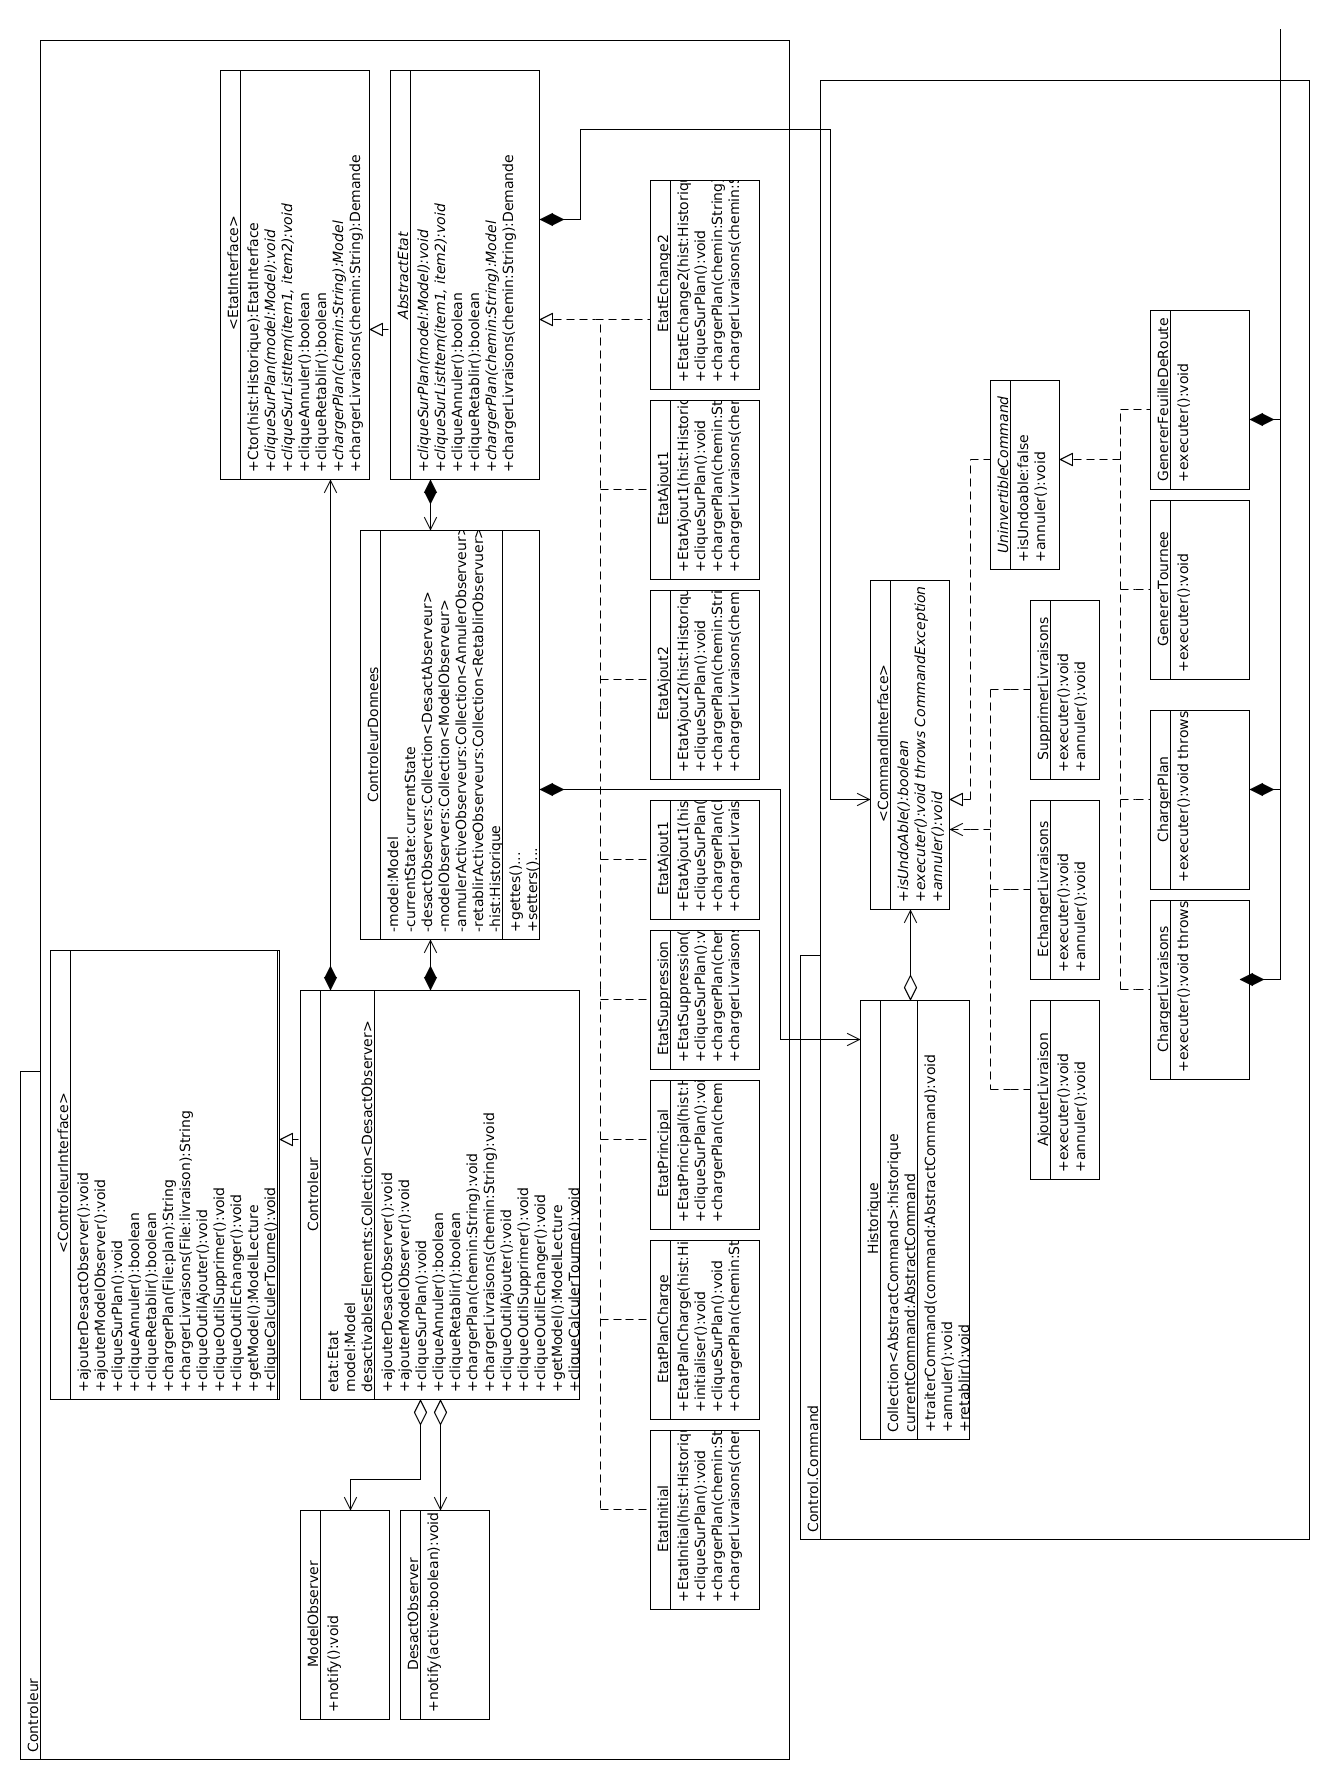 Controleur
<ControleurInterface>
+ajouterDesactObserver():void
+ajouterModelObserver():void
+cliqueSurPlan():void
+cliqueAnnuler():boolean
+cliqueRetablir():boolean
+chargerPlan(File:plan):String
+chargerLivraisons(File:livraison):String
+cliqueOutilAjouter():void
+cliqueOutilSupprimer():void
+cliqueOutilEchanger():void
+getModel():ModelLecture
+cliqueCalculerTourne():void
<EtatInterface>
+Ctor(hist:Historique):EtatInterface
+cliqueSurPlan(model:Model):void
+cliqueSurListItem(item1, item2):void
+cliqueAnnuler():boolean
+cliqueRetablir():boolean
+chargerPlan(chemin:String):Model
+chargerLivraisons(chemin:String):Demande
ModelObserver
+notify():void
DesactObserver
+notify(active:boolean):void
Controleur
etat:Etat
model:Model
desactivablesElements:Collection<DesactObserver>
+ajouterDesactObserver():void
+ajouterModelObserver():void
+cliqueSurPlan():void
+cliqueAnnuler():boolean
+cliqueRetablir():boolean
+chargerPlan(chemin:String):void
+chargerLivraisons(chemin:String):void
+cliqueOutilAjouter():void
+cliqueOutilSupprimer():void
+cliqueOutilEchanger():void
+getModel():ModelLecture
+cliqueCalculerTourne():void
ControleurDonnees
-model:Model
-currentState:currentState
-desactObservers:Collection<DesactAbserveur>
-modelObservers:Collection<ModelObserveur>
-annulerActiveObserveurs:Collection<AnnulerObserveur>
-retablirActiveObserveurs:Collection<RetablirObservuer>
-hist:Historique
+gettes()...
+setters()...
AbstractEtat
+cliqueSurPlan(model:Model):void
+cliqueSurListItem(item1, item2):void
+cliqueAnnuler():boolean
+cliqueRetablir():boolean
+chargerPlan(chemin:String):Model
+chargerLivraisons(chemin:String):Demande
EtatInitial
+EtatInitial(hist:Historiqu
+cliqueSurPlan():void
+chargerPlan(chemin:St
+chargerLivraisons(cher
EtatPlanCharge
+EtatPalnCharge(hist:Hi
+initialiser():void
+cliqueSurPlan():void
+chargerPlan(chemin:St
EtatPrincipal
+EtatPrincipal(hist:H
+cliqueSurPlan():voi
+chargerPlan(chem
EtatSuppression
+EtatSuppression(
+cliqueSurPlan():v
+chargerPlan(cher
+chargerLivraison:
EtatAjout1
+EtatAjout1(his
+cliqueSurPlan(
+chargerPlan(cl
+chargerLivrais
EtatAjout2
+EtatAjout2(hist:Historiqu
+cliqueSurPlan():void
+chargerPlan(chemin:Stri
+chargerLivraisons(chem
EtatAjout1
+EtatAjout1(hist:Historic
+cliqueSurPlan():void
+chargerPlan(chemin:St
+chargerLivraisons(cher
EtatEchange2
+EtatEchange2(hist:Historiq
+cliqueSurPlan():void
+chargerPlan(chemin:String
+chargerLivraisons(chemin:S
Control.Command
Historique
Collection<AbstractCommand>:historique
currentCommand:AbstractCommand
+traiterCommand(command:AbstractCommand):void
+annuler():void
+retablir():void
<CommandInterface>
+isUndoAble():boolean
+executer():void throws CommandException
+annuler():void
UninvertibleCommand
+isUndoable:false
+annuler():void
AjouterLivraison
+executer():void
+annuler():void
EchangerLivraisons
+executer():void
+annuler():void
SupprimerLivraisons
+executer():void
+annuler():void
ChargerLivraisons
+executer():void throws
ChargerPlan
+executer():void throws
GenererTournee
+executer():void
GenererFeuilleDeRoute
+executer():void